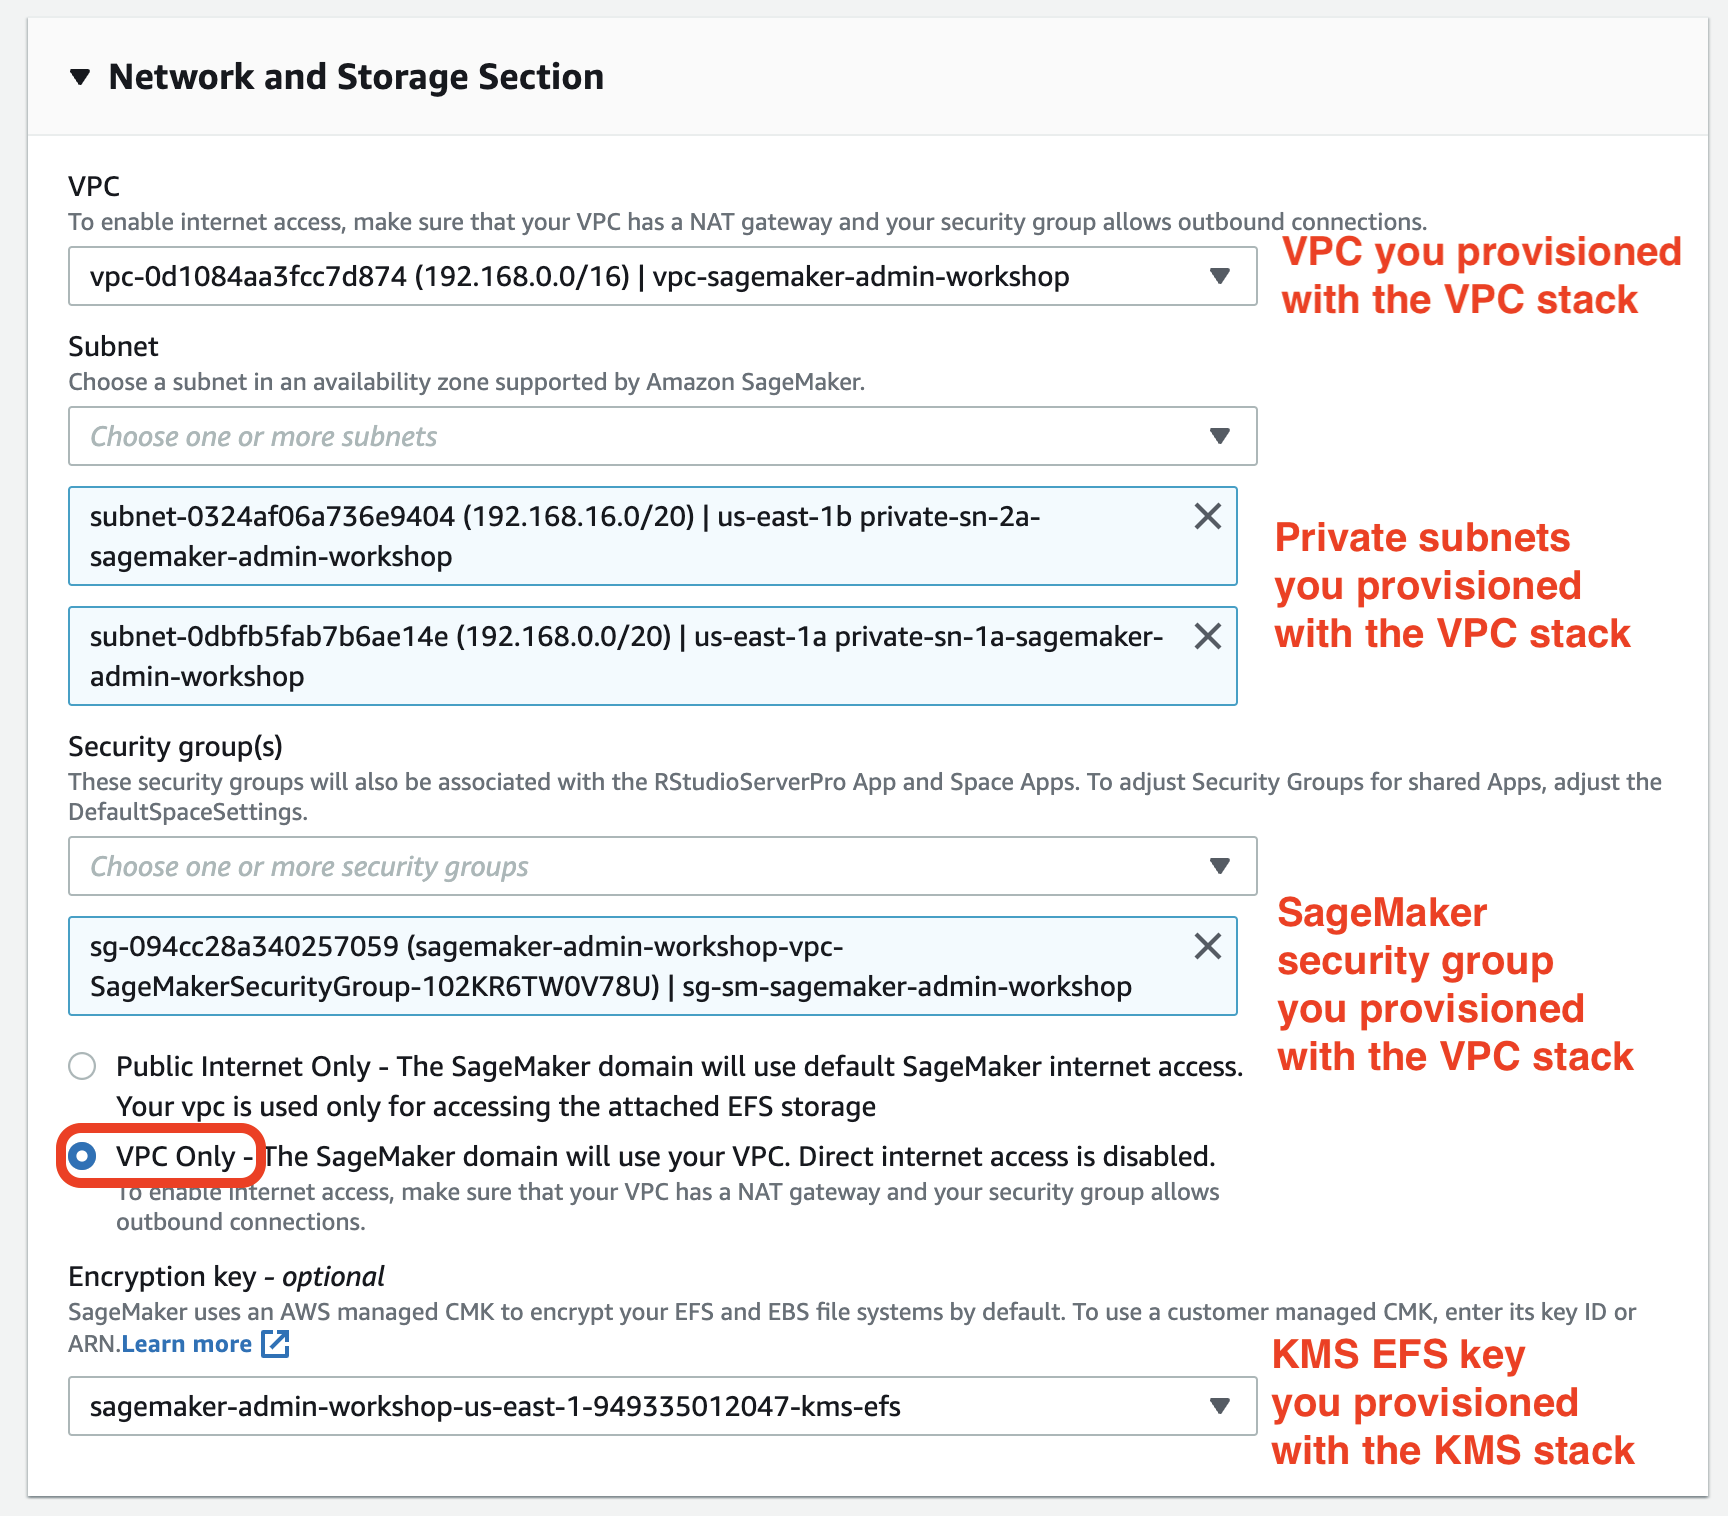 Network and Storage Section
VPC
To enable internet access, make sure that your VPC has a NAT gateway and your security group allows outbound connections.
vpc-0d1084aa3fcc7d874 (192.168.0.0/16) | vpc-sagemaker-admin-workshop
VPC you provisioned
with the VPC stack
Subnet
Choose a subnet in an availability zone supported by Amazon SageMaker.
Choose one or more subnets
subnet-0324af06a736e9404 (192.168.16.0/20) | us-east-1b private-sn-2a-
sagemaker-admin-workshop
subnet-0dbfb5fab7b6ae14e (192.168.0.0/20) | us-east-1a private-sn-1a-sagemaker-
admin-workshop
Private subnets
you provisioned
with the VPC stack
Security group(s)
These security groups will also be associated with the RStudioServerPro App and Space Apps. To adjust Security Groups for shared Apps, adjust the
DefaultSpaceSettings.
Choose one or more security groups
sg-094cc28a340257059 (sagemaker-admin-workshop-vpc-
SageMakerSecurityGroup-102KR6TW0V78U) | sg-sm-sagemaker-admin-workshop
SageMaker
security group
you provisioned
with the VPC stack
Public Internet Only - The SageMaker domain will use default SageMaker internet access.
Your vpc is used only for accessing the attached EFS storage
VPC Only - The SageMaker domain will use your VPC. Direct internet access is disabled.
To enable internet access, make sure that your VPC has a NAT gateway and your security group allows
outbound connections.
Encryption key - optional
SageMaker uses an AWS managed CMK to encrypt your EFS and EBS file systems by default. To use a customer managed CMK, enter its key ID or
ARN.Learn more
sagemaker-admin-workshop-us-east-1-949335012047-kms-efs
KMS EFS key
you provisioned
with the KMS stack